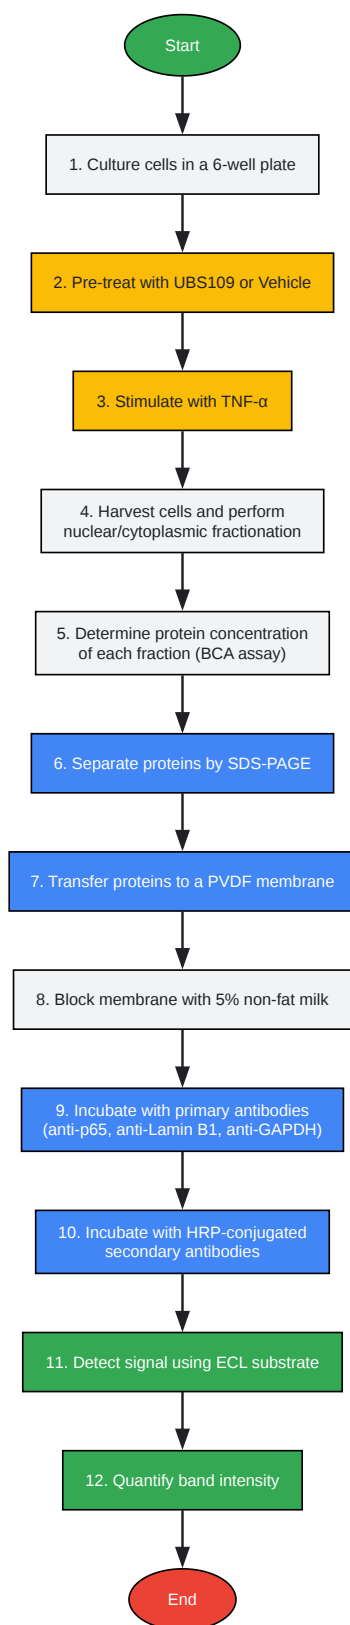 Start
1. Culture cells in a 6-well plate
2. Pre-treat with UBS109 or Vehicle
3. Stimulate with TNF-α
4. Harvest cells and perform
nuclear/cytoplasmic fractionation
5. Determine protein concentration
of each fraction (BCA assay)
6. Separate proteins by SDS-PAGE
7. Transfer proteins to a PVDF membrane
8. Block membrane with 5% non-fat milk
9. Incubate with primary antibodies
(anti-p65, anti-Lamin B1, anti-GAPDH)
10. Incubate with HRP-conjugated
secondary antibodies
11. Detect signal using ECL substrate
12. Quantify band intensity
End